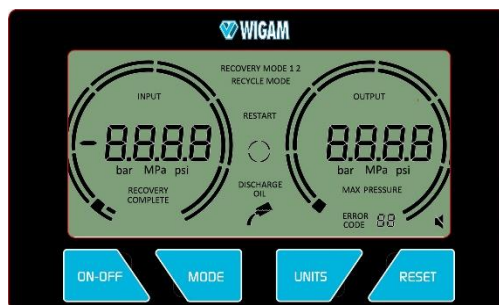 WIGAM
RECOVERY MODE 1 2
RECYCLE MODE
INPUT
OUTPUT
RESTART
-8.8.8.8
8.8.8.8
bar MPa psi
bar MPa psi
RECOVERY
COMPLETE
DISCHARGE
OIL
MAX PRESSURE
ERROR
CODE 88
ON-OFF
MODE
UNITS
RESET